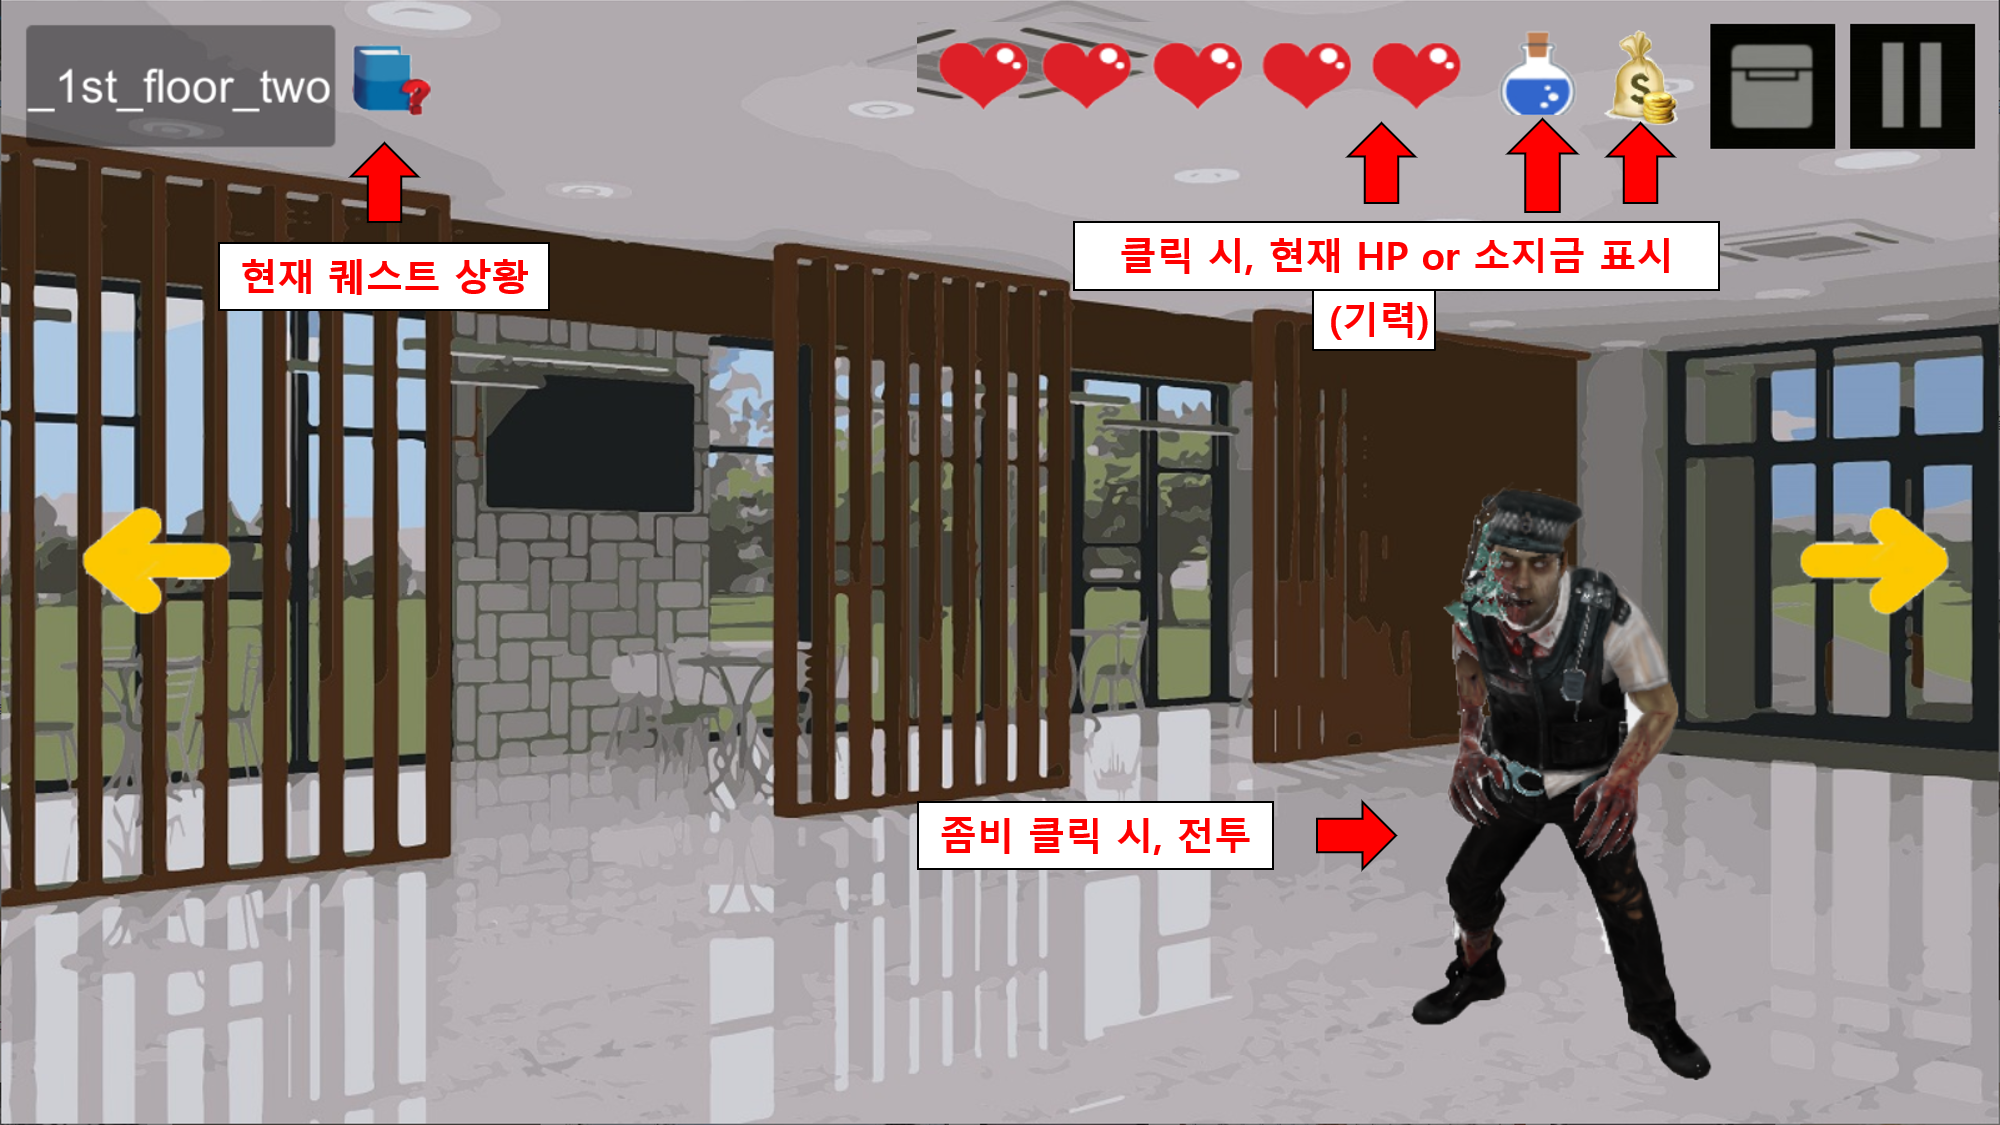 _1st_floor_two
현재 퀘스트 상황
클릭 시, 현재 HP or 소지금 표시
(기력)
좀비 클릭 시, 전투